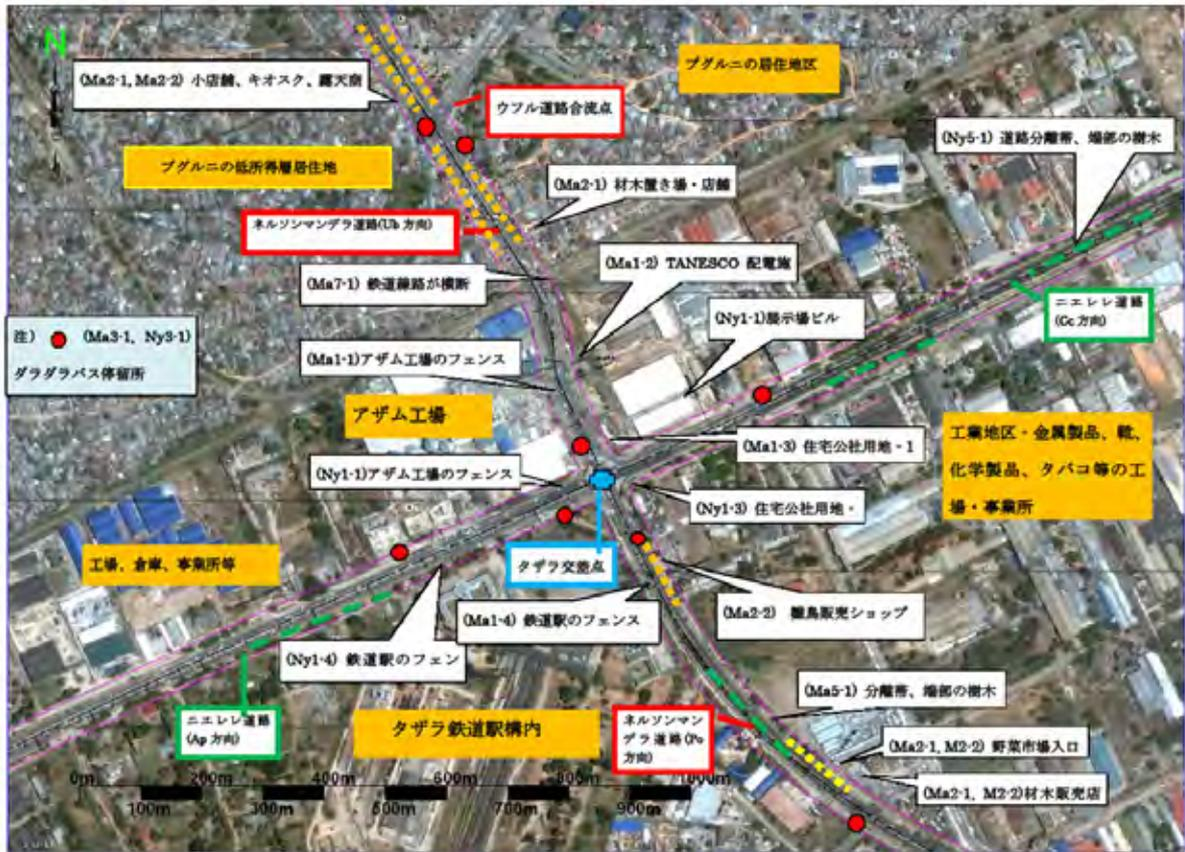 N
(Ma2-1, Ma2-2) 小店舗、キオスク、露天商
ブグルニの居住地区
ウフル道路合流点
(Ny5-1) 道路分離帯、端部の樹木
ブグルニの低所得層居住地
(Ma2-1) 材木置き場・店舗
ネルソンマンデラ道路(Ub 方向)
(Ma1-2) TANESCO 配電施
(Ma7-1) 鉄道線路が横断
(Ny1-1)展示場ビル
ニエレレ道路
(Cc 方向)
注) (Ma3-1, Ny3-1)
ダラダラバス停留所
(Ma1-1)アザム工場のフェンス
アザム工場
(Ma1-3) 住宅公社用地 - 1
工業地区・金属製品、靴、
化学製品、タバコ等の工
場・事業所
(Ny1-1)アザム工場のフェンス
(Ny1-3) 住宅公社用地 -
工場、倉庫、事業所等
タザラ交差点
(Ma1-4) 鉄道駅のフェンス
(Ma2-2) 雛鳥販売ショップ
(Ny1-4) 鉄道駅のフェン
(Ma5-1) 分離帯、端部の樹木
ニエレレ道路
(Ap 方向)
タザラ鉄道駅構内
ネルソンマン
デラ道路(Po
方向)
(Ma2-1, M2-2) 野菜市場入口
(Ma2-1, M2-2)材木販売店
0m 200m 400m 600m 800m 1000m
100m 300m 500m 700m 900m